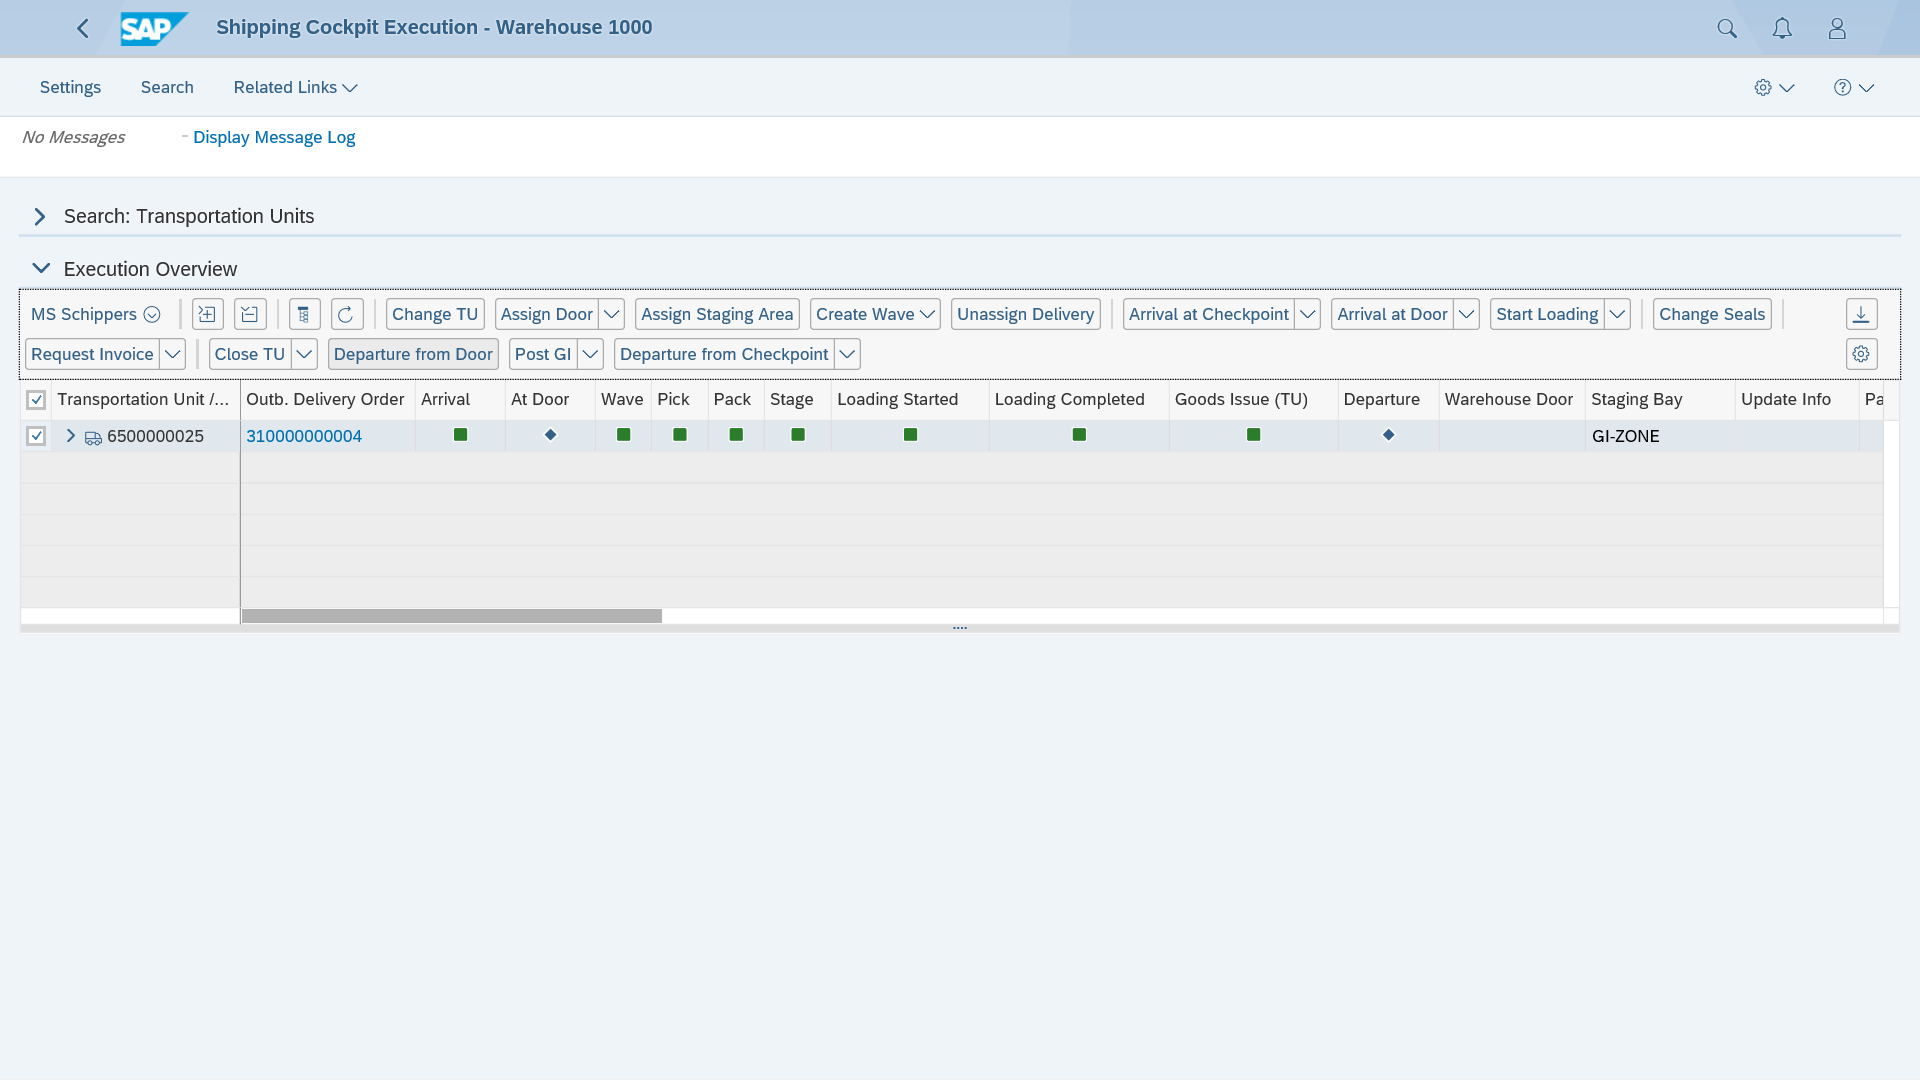 SAP Shipping Cockpit Execution - Warehouse 1000
Settings Search Related Links
No Messages - Display Message Log
Search: Transportation Units
Execution Overview
MS Schippers Change TU Assign Door Assign Staging Area Create Wave Unassign Delivery Arrival at Checkpoint Arrival at Door Start Loading Change Seals
Request Invoice Close TU Departure from Door Post GI Departure from Checkpoint
Transportation Unit /... Outb. Delivery Order Arrival At Door Wave Pick Pack Stage Loading Started Loading Completed Goods Issue (TU) Departure Warehouse Door Staging Bay Update Info Pa
6500000025 310000000004 GI-ZONE